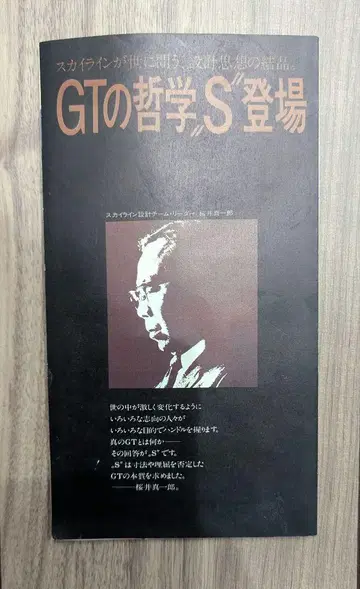 スカイラインが世に問う、設計思想の結晶。
GTの哲学〟S〟登場
スカイライン設計チーム・リーダー 桜井真一郎
世の中が激しく変化するように
いろいろな志向の人々が
いろいろな目的でハンドルを握ります。
真のGTとは何か——
その回答が〟S〟です。
〟S〟は寸法や理屈を否定した
GTの本質を求めました。
———桜井真一郎。